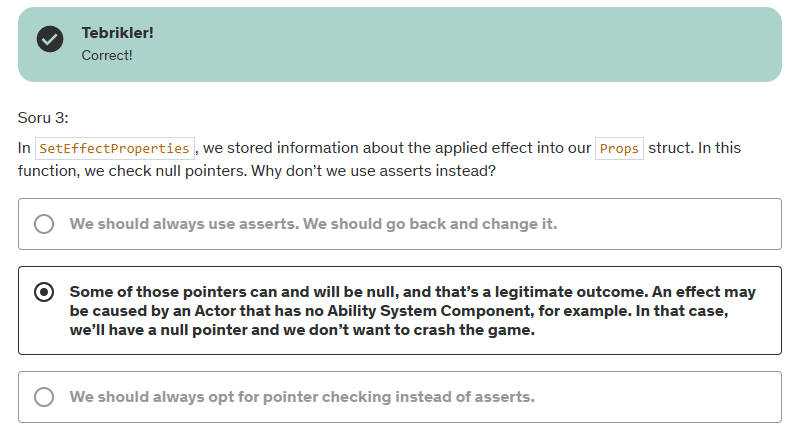 Tebrikler!
Correct!
Soru 3:
In SetEffectProperties, we stored information about the applied effect into our Props struct. In this
function, we check null pointers. Why don’t we use asserts instead?
We should always use asserts. We should go back and change it.
Some of those pointers can and will be null, and that’s a legitimate outcome. An effect may
be caused by an Actor that has no Ability System Component, for example. In that case,
we’ll have a null pointer and we don’t want to crash the game.
We should always opt for pointer checking instead of asserts.